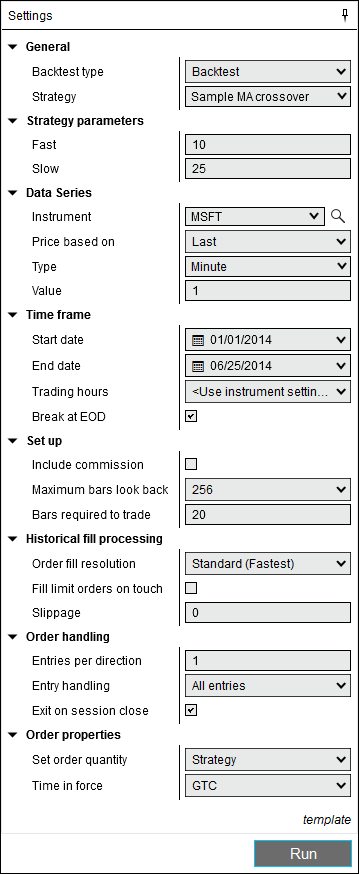 Settings
General
Backtest type Backtest
Strategy Sample MA crossover
Strategy parameters
Fast 10
Slow 25
Data Series
Instrument MSFT
Price based on Last
Type Minute
Value 1
Time frame
Start date 01/01/2014
End date 06/25/2014
Trading hours <Use instrument settin...
Break at EOD
Set up
Include commission
Maximum bars look back 256
Bars required to trade 20
Historical fill processing
Order fill resolution Standard (Fastest)
Fill limit orders on touch
Slippage 0
Order handling
Entries per direction 1
Entry handling All entries
Exit on session close
Order properties
Set order quantity Strategy
Time in force GTC
template
Run